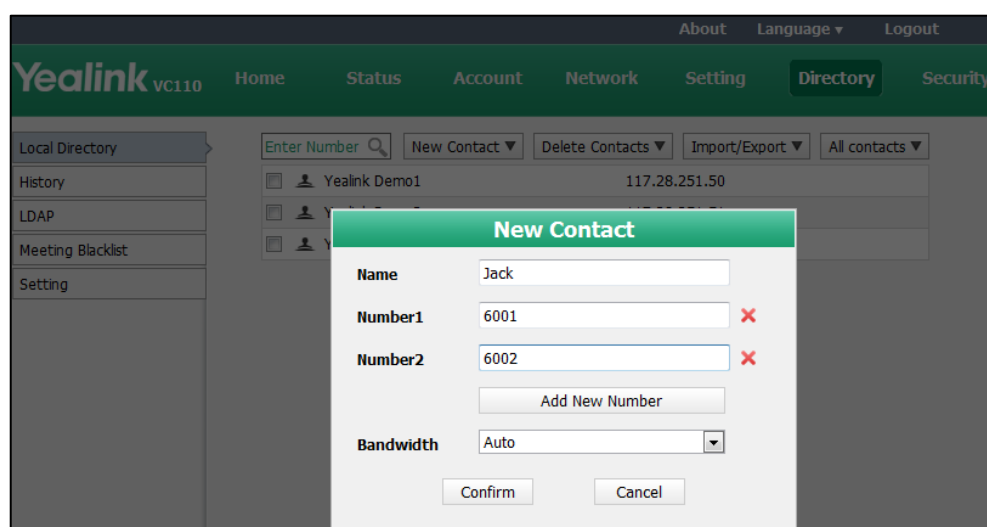 About Language ▾ Logout
Yealink VC110 Home Status Account Network Setting Directory Security
Local Directory
History
LDAP
Meeting Blacklist
Setting
Enter Number New Contact ▼ Delete Contacts ▼ Import/Export ▼ All contacts ▼
Yealink Demo1 117.28.251.50
New Contact
Name Jack
Number1 6001
Number2 6002
Add New Number
Bandwidth Auto
Confirm Cancel